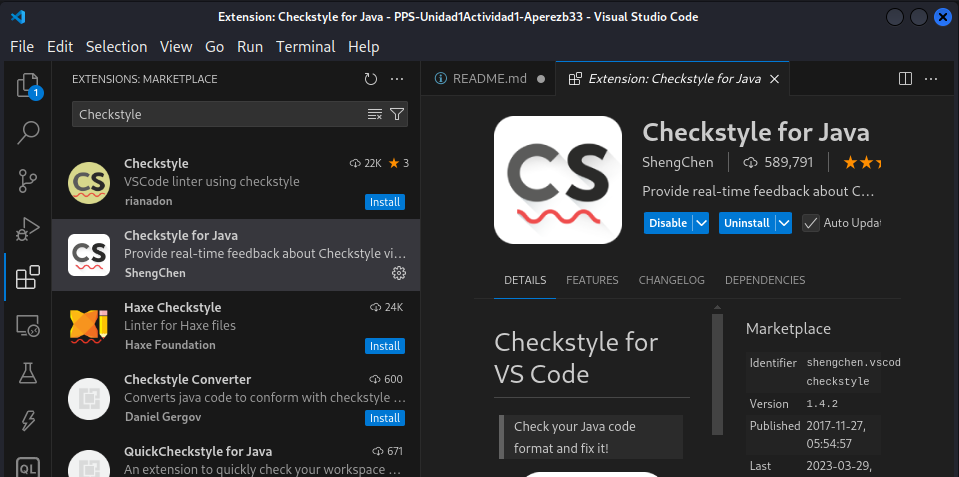 Extension: Checkstyle for Java - PPS-Unidad1Actividad1-Aperezb33 - Visual Studio Code
File Edit Selection View Go Run Terminal Help
1
EXTENSIONS: MARKETPLACE
Checkstyle
Checkstyle 22K 3
VSCode linter using checkstyle
rianadon Install
Checkstyle for Java
Provide real-time feedback about Checkstyle vi...
ShengChen
Haxe Checkstyle 24K
Linter for Haxe files
Haxe Foundation Install
Checkstyle Converter 600
Converts java code to conform with checkstyle ...
Daniel Gergov Install
QuickCheckstyle for Java 671
An extension to quickly check your workspace ...
QL
README.md Extension: Checkstyle for Java
CS
CS
CS
Checkstyle for Java
ShengChen 589,791
Provide real-time feedback about C...
Disable Uninstall Auto Updat
DETAILS FEATURES CHANGELOG DEPENDENCIES
Checkstyle for
VS Code
Check your Java code
format and fix it!
Marketplace
Identifier shengchen.vscod
checkstyle
Version 1.4.2
Published 2017-11-27,
05:54:57
Last 2023-03-29,